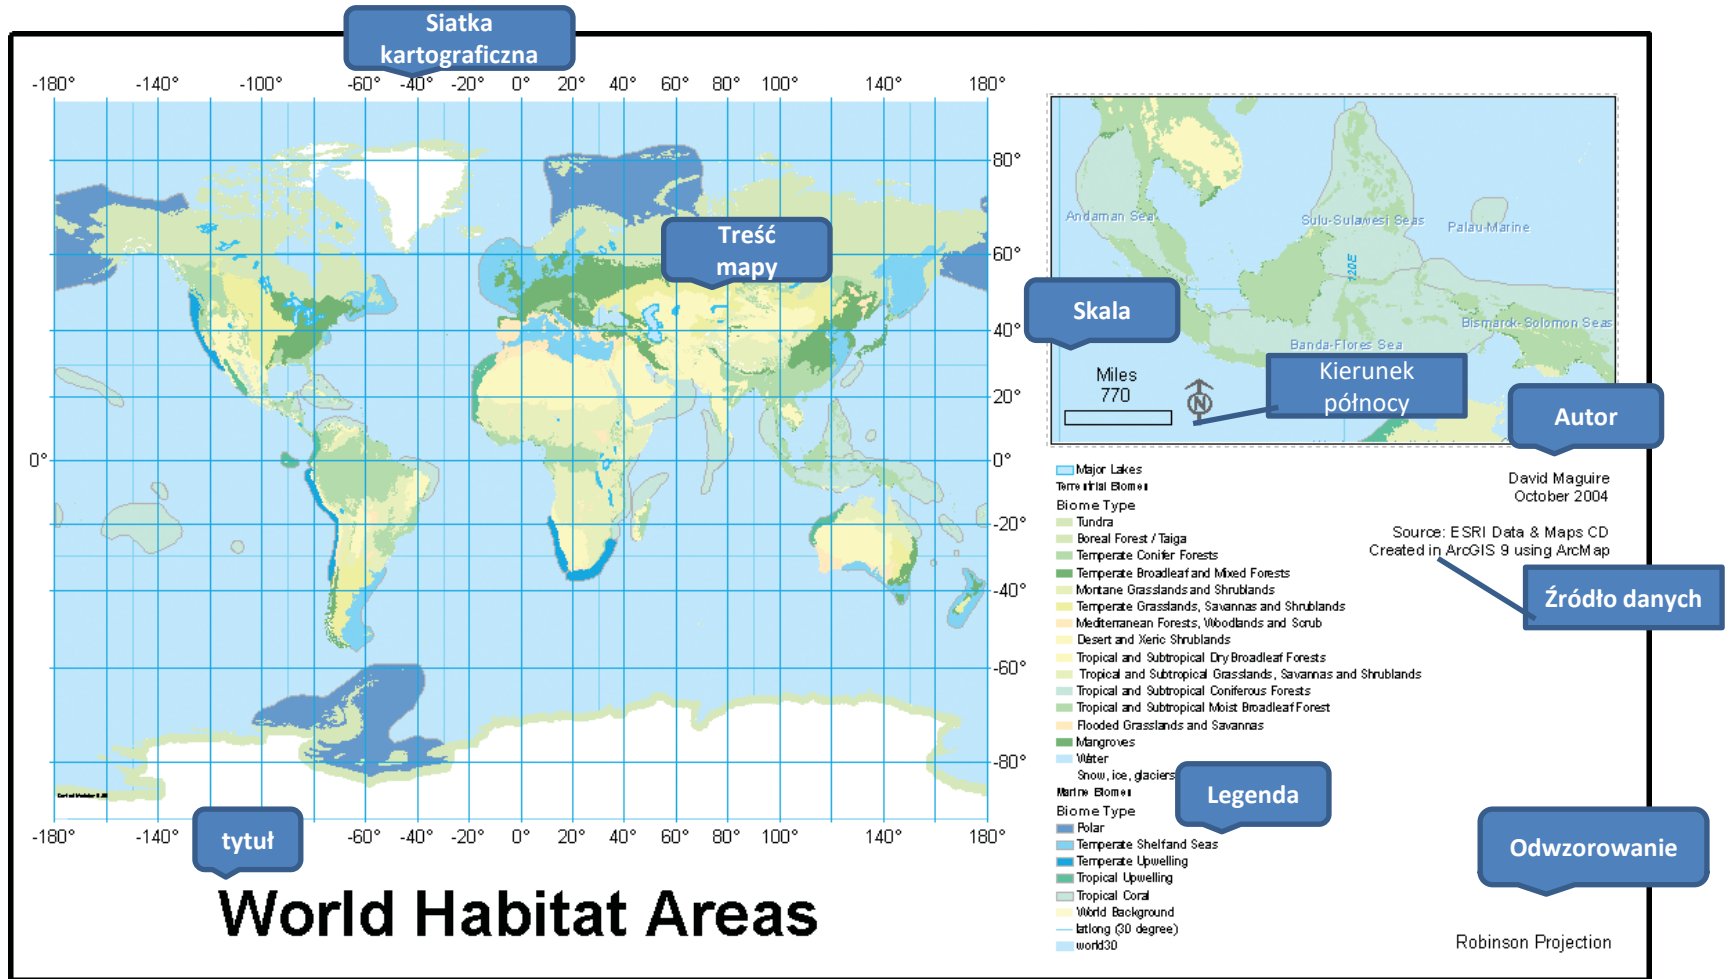 Siatka
kartograficzna
-180° -140° -100° -60° -40° -20° 0° 20° 40° 60° 80° 100° 140° 180°
80°
60°
40°
20°
0° 0°
-20°
-40°
-60°
-80°
Treść
mapy
-180° -140° -60° -40° -20° 0° 20° 40° 60° 80° 100° 140° 180°
tytuł
World Habitat Areas
Andaman Sea
Sulu-Sulawesi Seas
Palau Marine
120E
Bismarck-Solomon Seas
Banda-Flores Sea
Skala
Miles
770
N
Kierunek
północy
Autor
David Maguire
October 2004
Source: ESRI Data & Maps CD
Created in ArcGIS 9 using ArcMap
Źródło danych
Major Lakes
Terrestrial Biomes
Biome Type
Tundra
Boreal Forest / Taiga
Temperate Conifer Forests
Temperate Broadleaf and Mixed Forests
Montane Grasslands and Shrublands
Temperate Grasslands, Savannas and Shrublands
Mediterranean Forests, Woodlands and Scrub
Desert and Xeric Shrublands
Tropical and Subtropical Dry Broadleaf Forests
Tropical and Subtropical Grasslands, Savannas and Shrublands
Tropical and Subtropical Coniferous Forests
Tropical and Subtropical Moist Broadleaf Forest
Flooded Grasslands and Savannas
Mangroves
Water
Snow, ice, glaciers
Marine Biomes
Biome Type
Polar
Temperate Shelf and Seas
Temperate Upwelling
Tropical Upwelling
Tropical Coral
World Background
latlong (30 degree)
world30
Legenda
Odwzorowanie
Robinson Projection